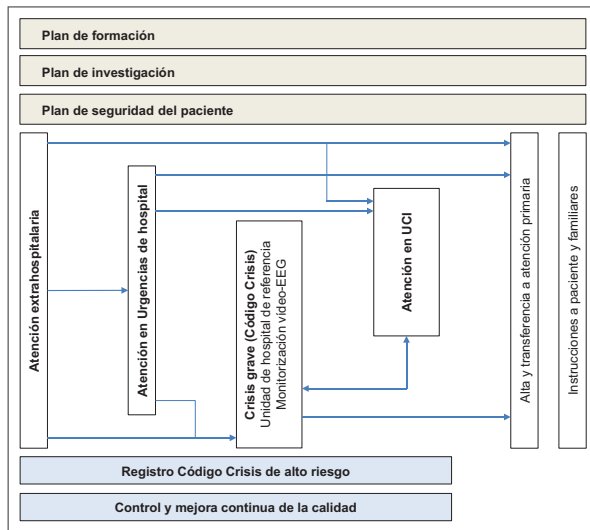 Plan de formación
Plan de investigación
Plan de seguridad del paciente
Atención extrahospitalaria
Atención en Urgencias de hospital
Crisis grave (Código Crisis)
Unidad de hospital de referencia
Monitorización vídeo-EEG
Atención en UCI
Alta y transferencia a atención primaria
Instrucciones a paciente y familiares
Registro Código Crisis de alto riesgo
Control y mejora continua de la calidad